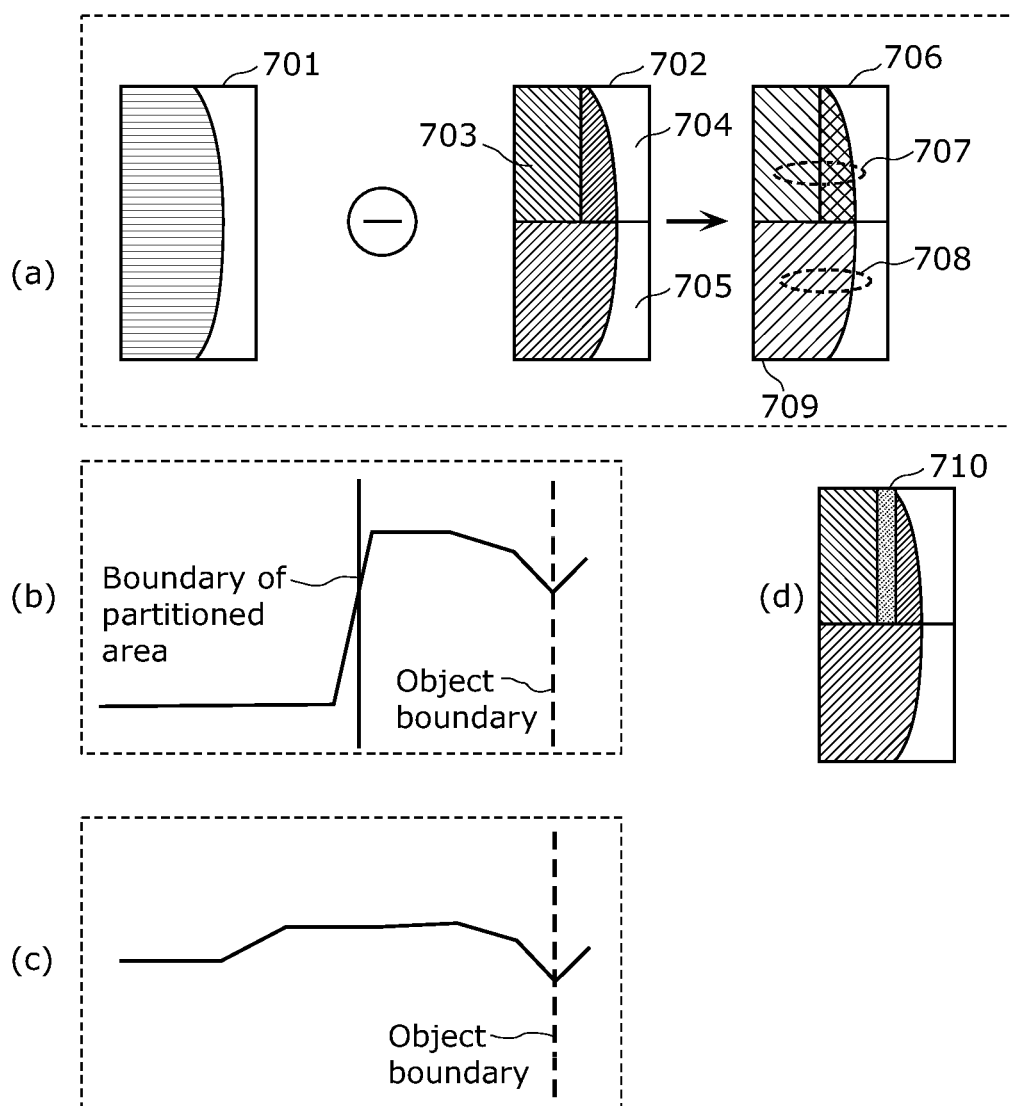 701
702
706
703
704
707
(a)
705
708
709
710
(b)
Boundary of
partitioned
area
Object
boundary
(d)
(c)
Object
boundary